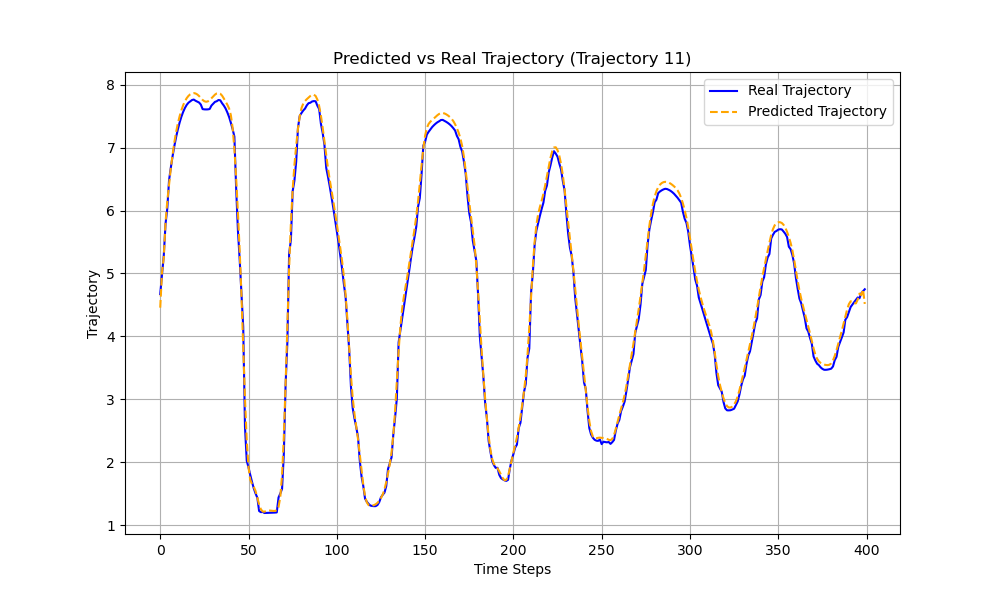 Predicted vs Real Trajectory (Trajectory 11)
Real Trajectory
Predicted Trajectory
Trajectory
8
7
6
5
4
3
2
1
0 50 100 150 200 250 300 350 400
Time Steps